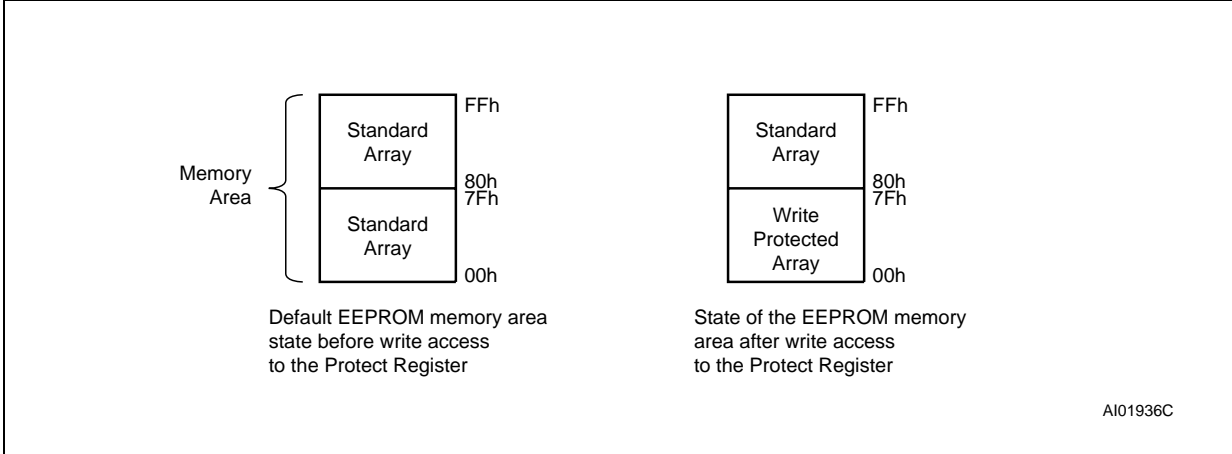 FFh
Standard
Array
80h
7Fh
Standard
Array
00h
Memory
Area
Default EEPROM memory area
state before write access
to the Protect Register
FFh
Standard
Array
80h
7Fh
Write
Protected
Array
00h
State of the EEPROM memory
area after write access
to the Protect Register
AI01936C